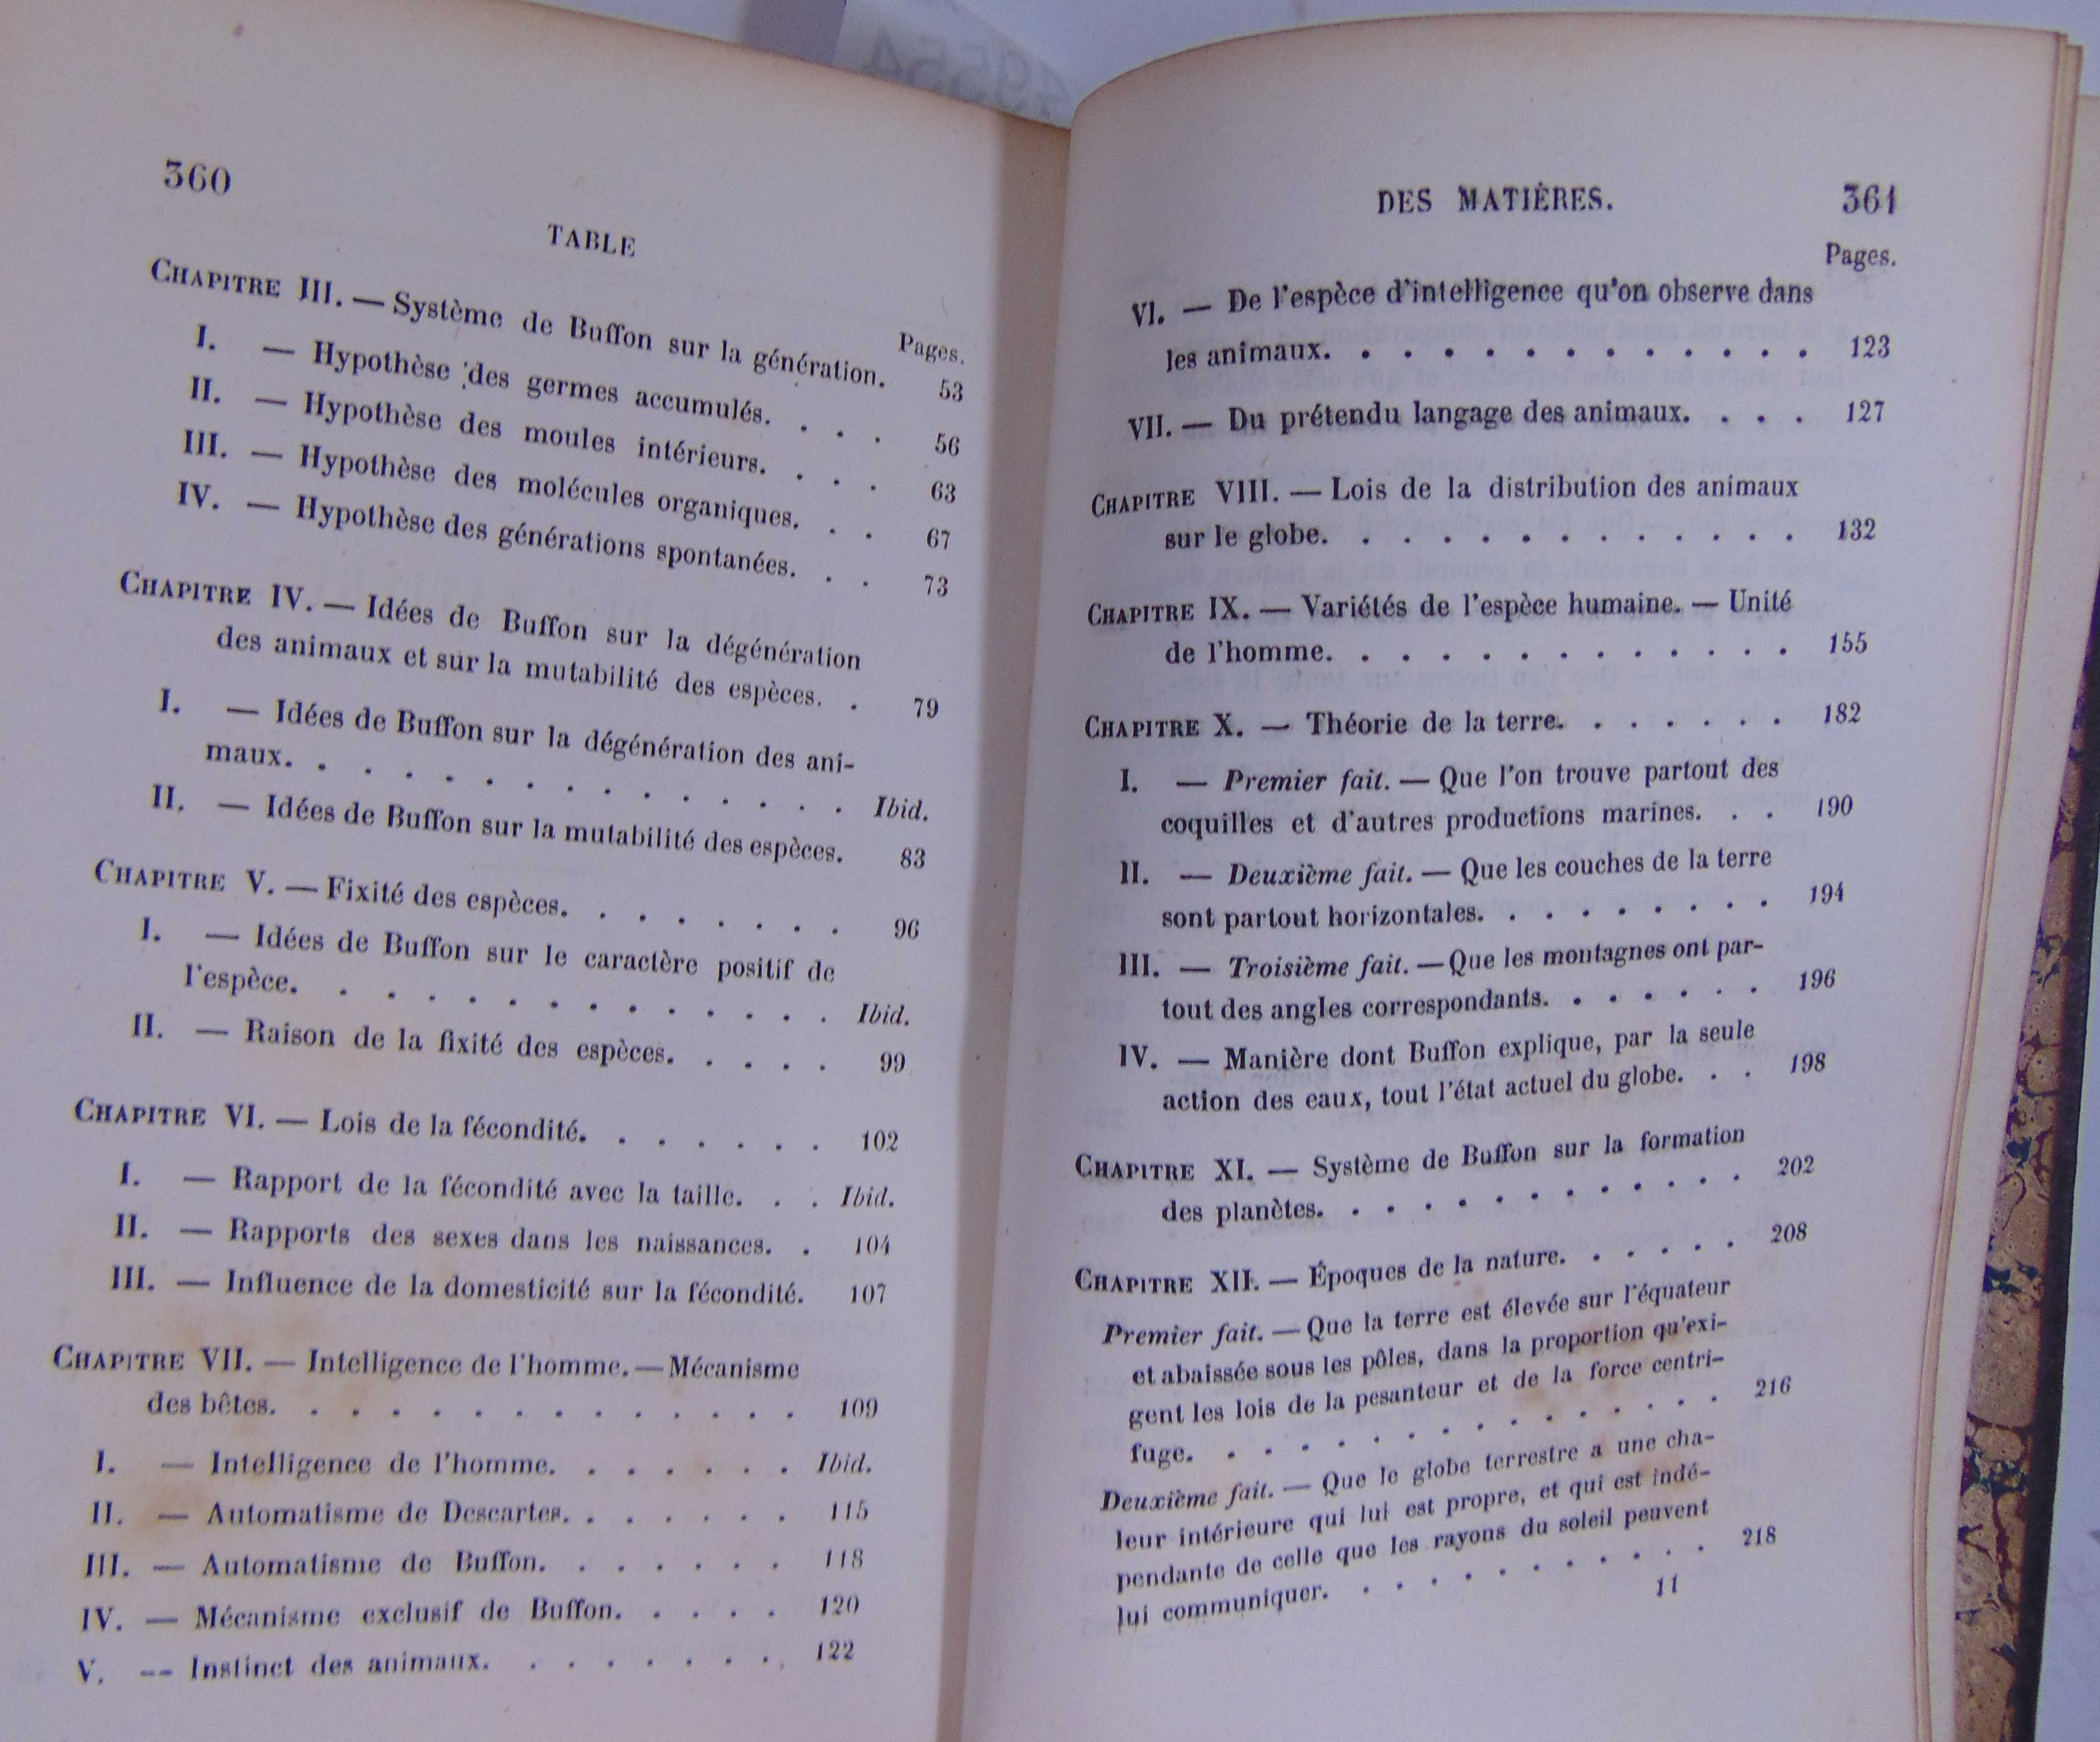 49554
360
TABLE
Pages.
CHAPITRE III. — Système de Buffon sur la génération. 53
I. — Hypothèse des germes accumulés. . . . 56
II. — Hypothèse des moules intérieurs. . . . 63
III. — Hypothèse des molécules organiques. . . 67
IV. — Hypothèse des générations spontanées. . . 73
CHAPITRE IV. — Idées de Buffon sur la dégénération
des animaux et sur la mutabilité des espèces. . 79
I. — Idées de Buffon sur la dégénération des ani-
maux. . . . . . . . . . . . . . . Ibid.
II. — Idées de Buffon sur la mutabilité des espèces. 83
CHAPITRE V. — Fixité des espèces. . . . . . . . 96
I. — Idées de Buffon sur le caractère positif de
l'espèce. . . . . . . . . . . . . . Ibid.
II. — Raison de la fixité des espèces. . . . . 99
CHAPITRE VI. — Lois de la fécondité. . . . . . . 102
I. — Rapport de la fécondité avec la taille. . . Ibid.
II. — Rapports des sexes dans les naissances. . 104
III. — Influence de la domesticité sur la fécondité. 107
CHAPITRE VII. — Intelligence de l'homme. — Mécanisme
des bêtes. . . . . . . . . . . . . . 109
I. — Intelligence de l'homme. . . . . . . Ibid.
II. — Automatisme de Descartes. . . . . . . 115
III. — Automatisme de Buffon. . . . . . . 118
IV. — Mécanisme exclusif de Buffon. . . . . 120
V. — Instinct des animaux. . . . . . . . 122
DES MATIÈRES. 361
Pages.
VI. — De l'espèce d'intelligence qu'on observe dans
les animaux. . . . . . . . . . . . . 123
VII. — Du prétendu langage des animaux. . . . 127
CHAPITRE VIII. — Lois de la distribution des animaux
sur le globe. . . . . . . . . . . . . 132
CHAPITRE IX. — Variétés de l'espèce humaine. — Unité
de l'homme. . . . . . . . . . . . . 155
CHAPITRE X. — Théorie de la terre. . . . . . . 182
I. — Premier fait. — Que l'on trouve partout des
coquilles et d'autres productions marines. . . 190
II. — Deuxième fait. — Que les couches de la terre
sont partout horizontales. . . . . . . . . 194
III. — Troisième fait. — Que les montagnes ont par-
tout des angles correspondants. . . . . . . 196
IV. — Manière dont Buffon explique, par la seule
action des eaux, tout l'état actuel du globe. . . 198
CHAPITRE XI. — Système de Buffon sur la formation
des planètes. . . . . . . . . . . . 202
CHAPITRE XII. — Époques de la nature. . . . . . 208
Premier fait. — Que la terre est élevée sur l'équateur
et abaissée sous les pôles, dans la proportion qu'exi-
gent les lois de la pesanteur et de la force centri-
fuge. . . . . . . . . . . . . . . 216
Deuxième fait. — Que le globe terrestre a une cha-
leur intérieure qui lui est propre, et qui est indé-
pendante de celle que les rayons du soleil peuvent
lui communiquer. . . . . . . . . . . 218
11